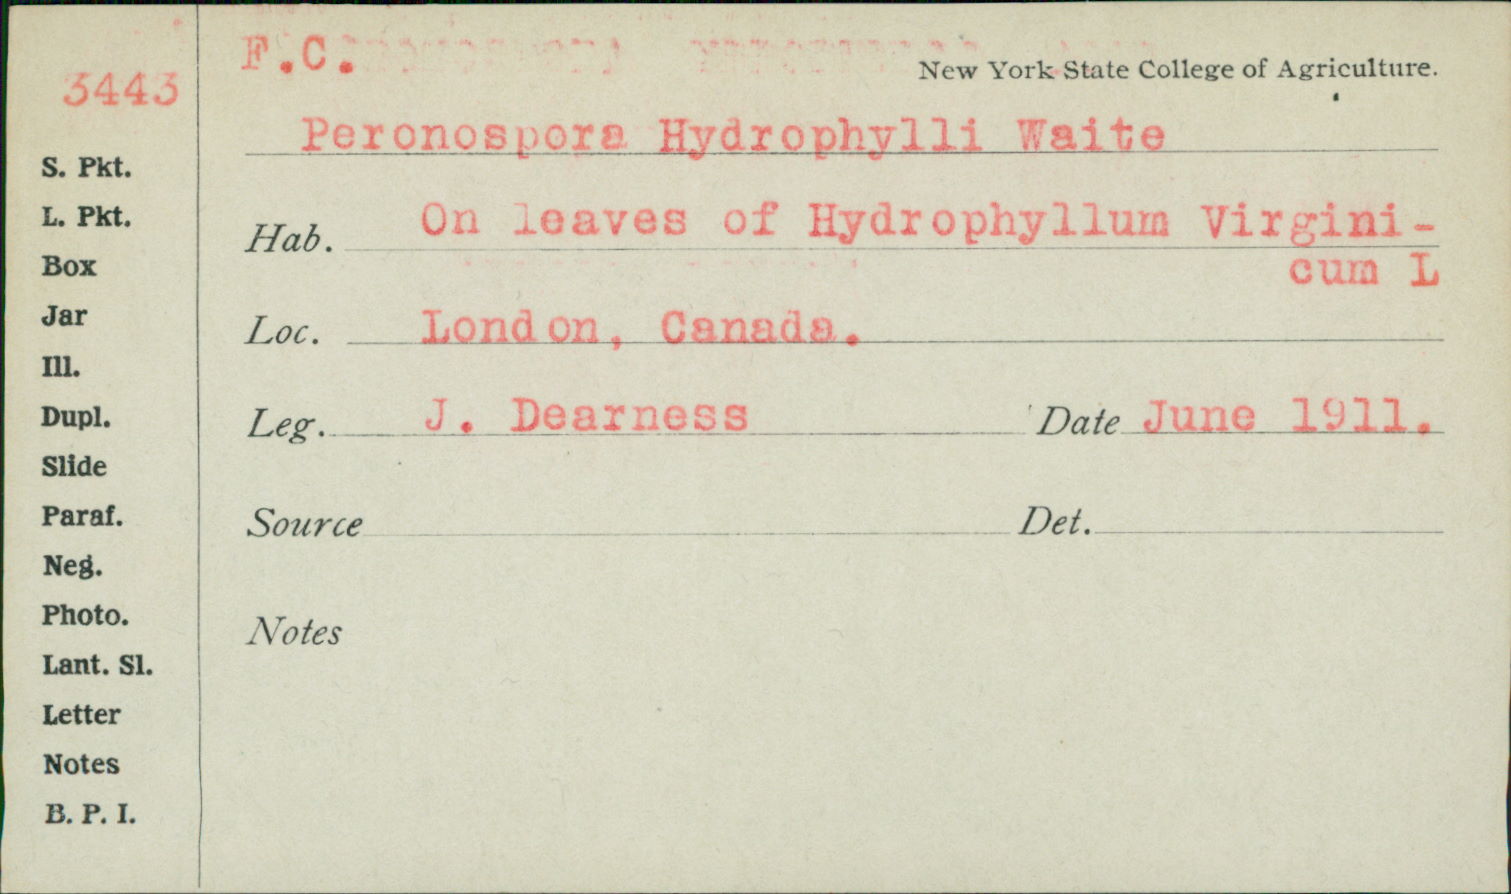 F.C.
New York State College of Agriculture.
3443
Peronospora Hydrophylli Waite
S. Pkt.
L. Pkt.
Box
Jar
Ill.
Dupl.
Slide
Paraf.
Neg.
Photo.
Lant. Sl.
Letter
Notes
B. P. I.
Hab. On leaves of Hydrophyllum Virgini-
cum L
Loc. London, Canada.
Leg. J. Dearness Date June 1911.
Source Det.
Notes